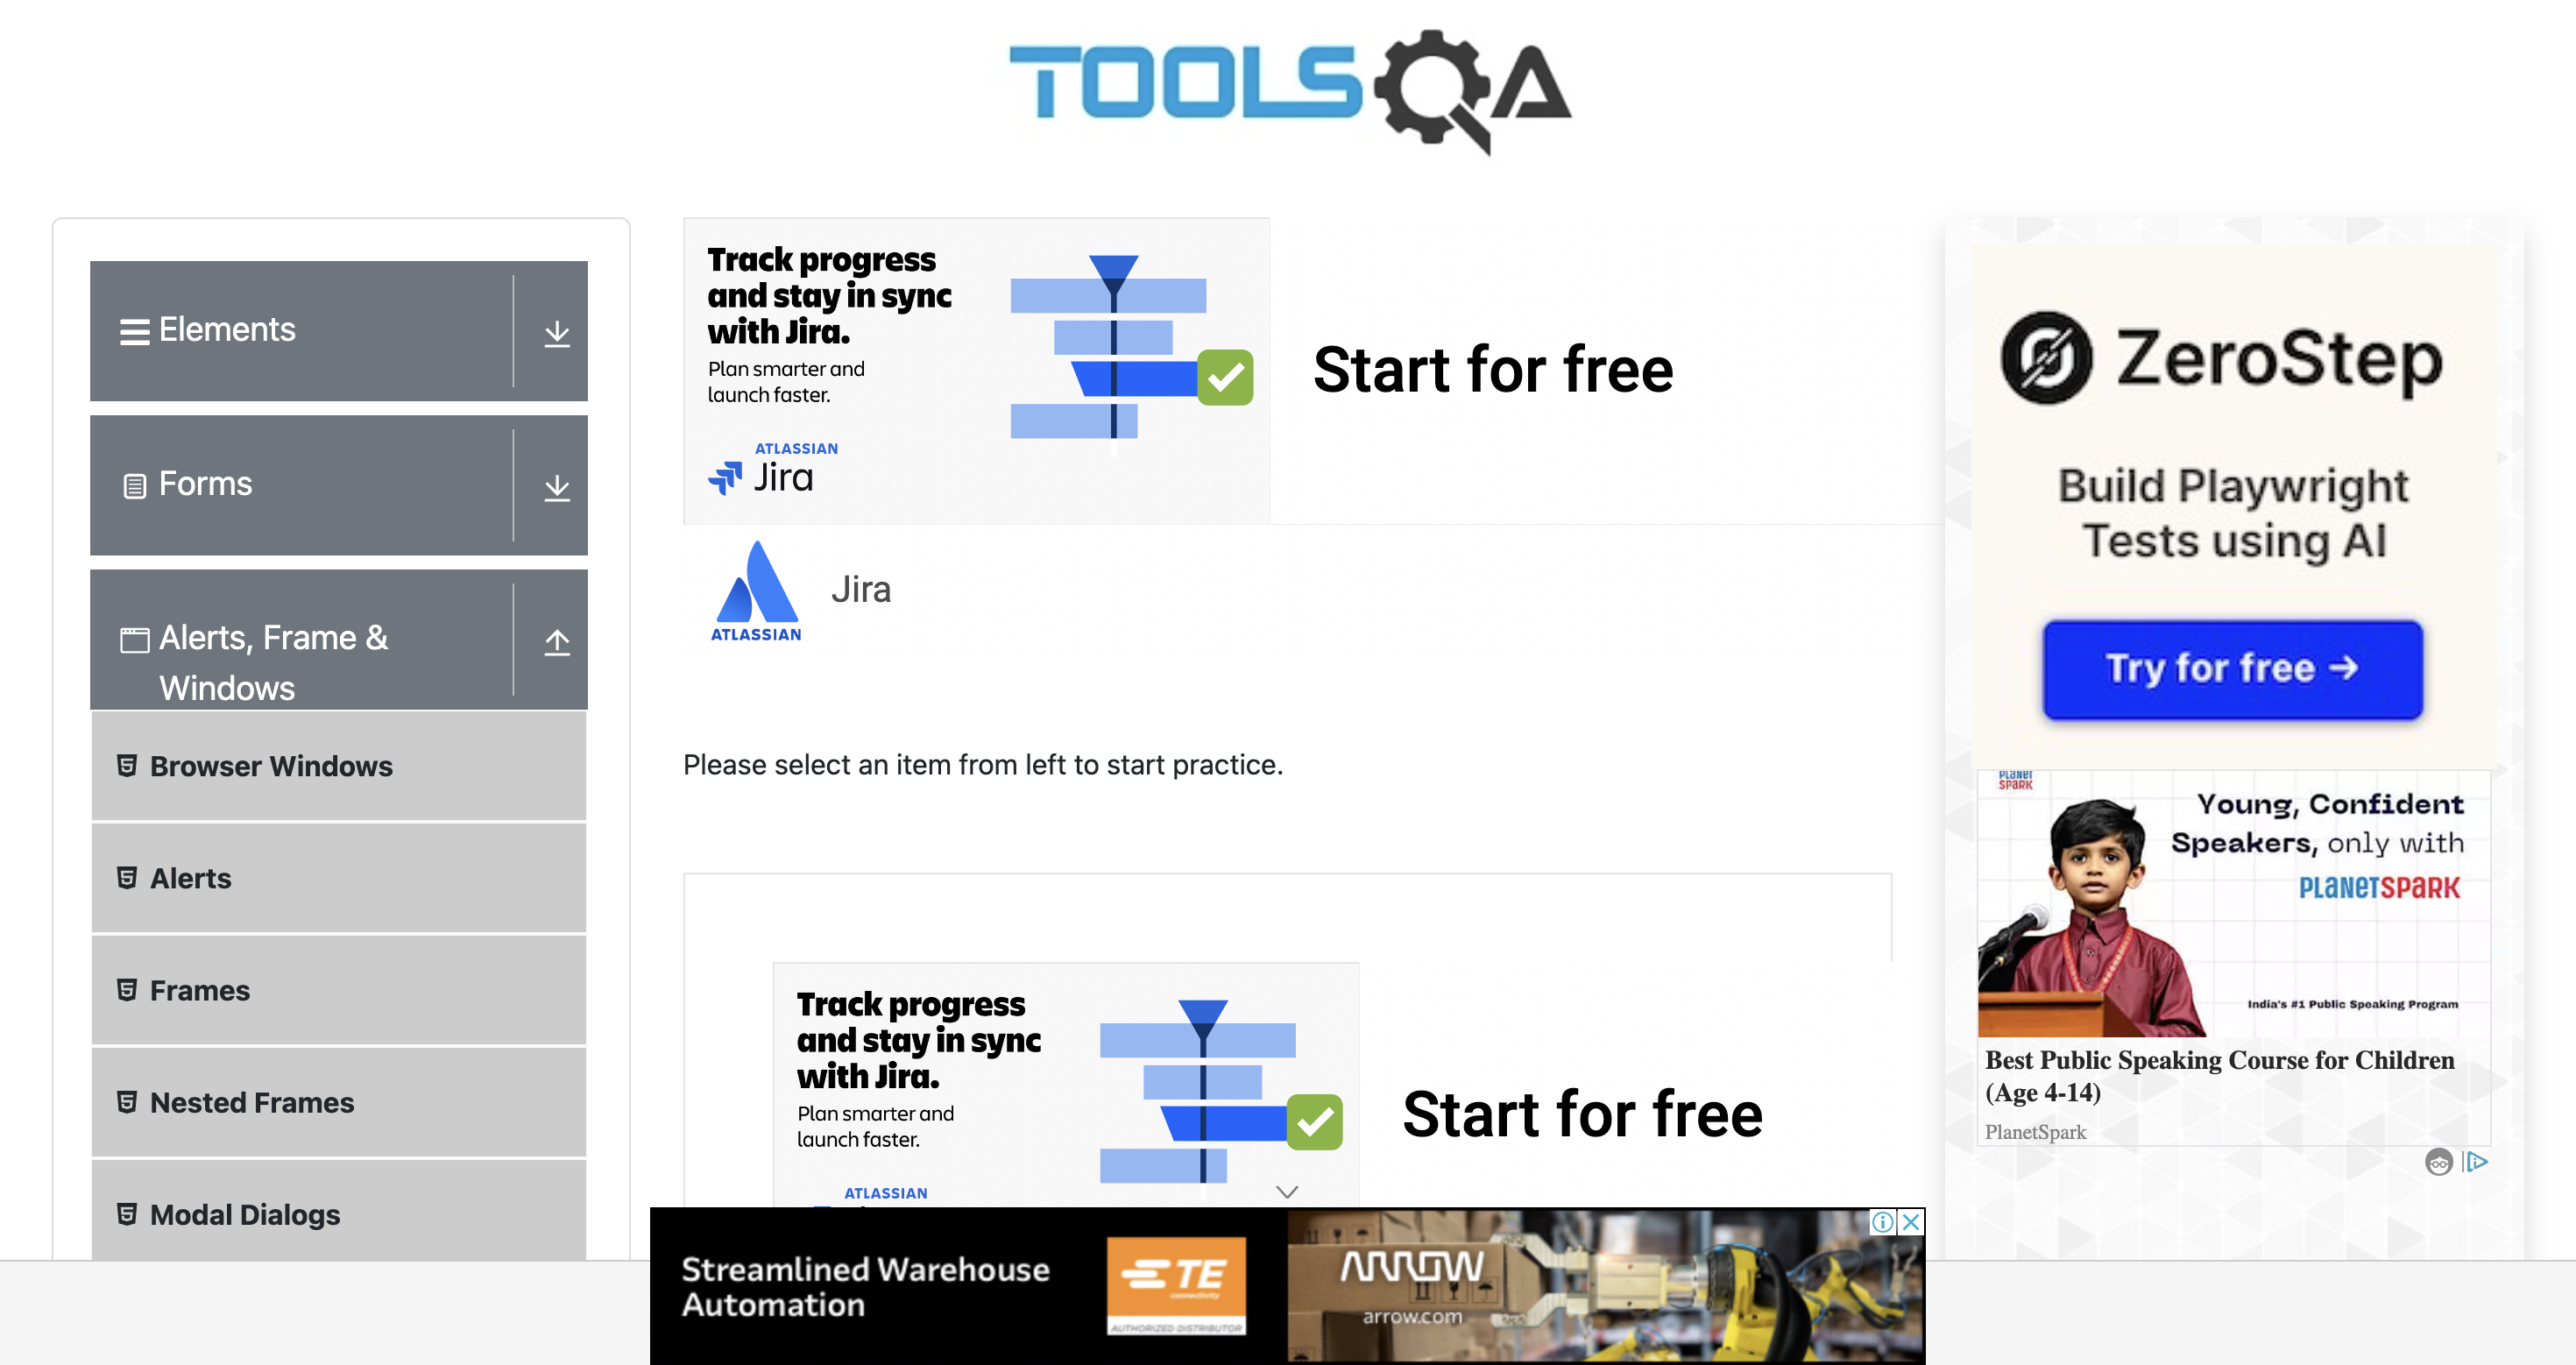 TOOLSQA
Elements
Forms
Alerts, Frame &
Windows
Browser Windows
Alerts
Frames
Nested Frames
Modal Dialogs
Track progress
and stay in sync
with Jira.
Plan smarter and
launch faster.
ATLASSIAN
Jira
Start for free
ATLASSIAN
Jira
Please select an item from left to start practice.
Track progress
and stay in sync
with Jira.
Plan smarter and
launch faster.
ATLASSIAN
Start for free
Streamlined Warehouse
Automation
TE
connectivity
AUTHORIZED DISTRIBUTOR
ARROW
arrow.com
ZeroStep
Build Playwright
Tests using AI
Try for free →
PLANET
SPARK
Young, Confident
Speakers, only with
PLANETSPARK
India's #1 Public Speaking Program
Best Public Speaking Course for Children
(Age 4-14)
PlanetSpark